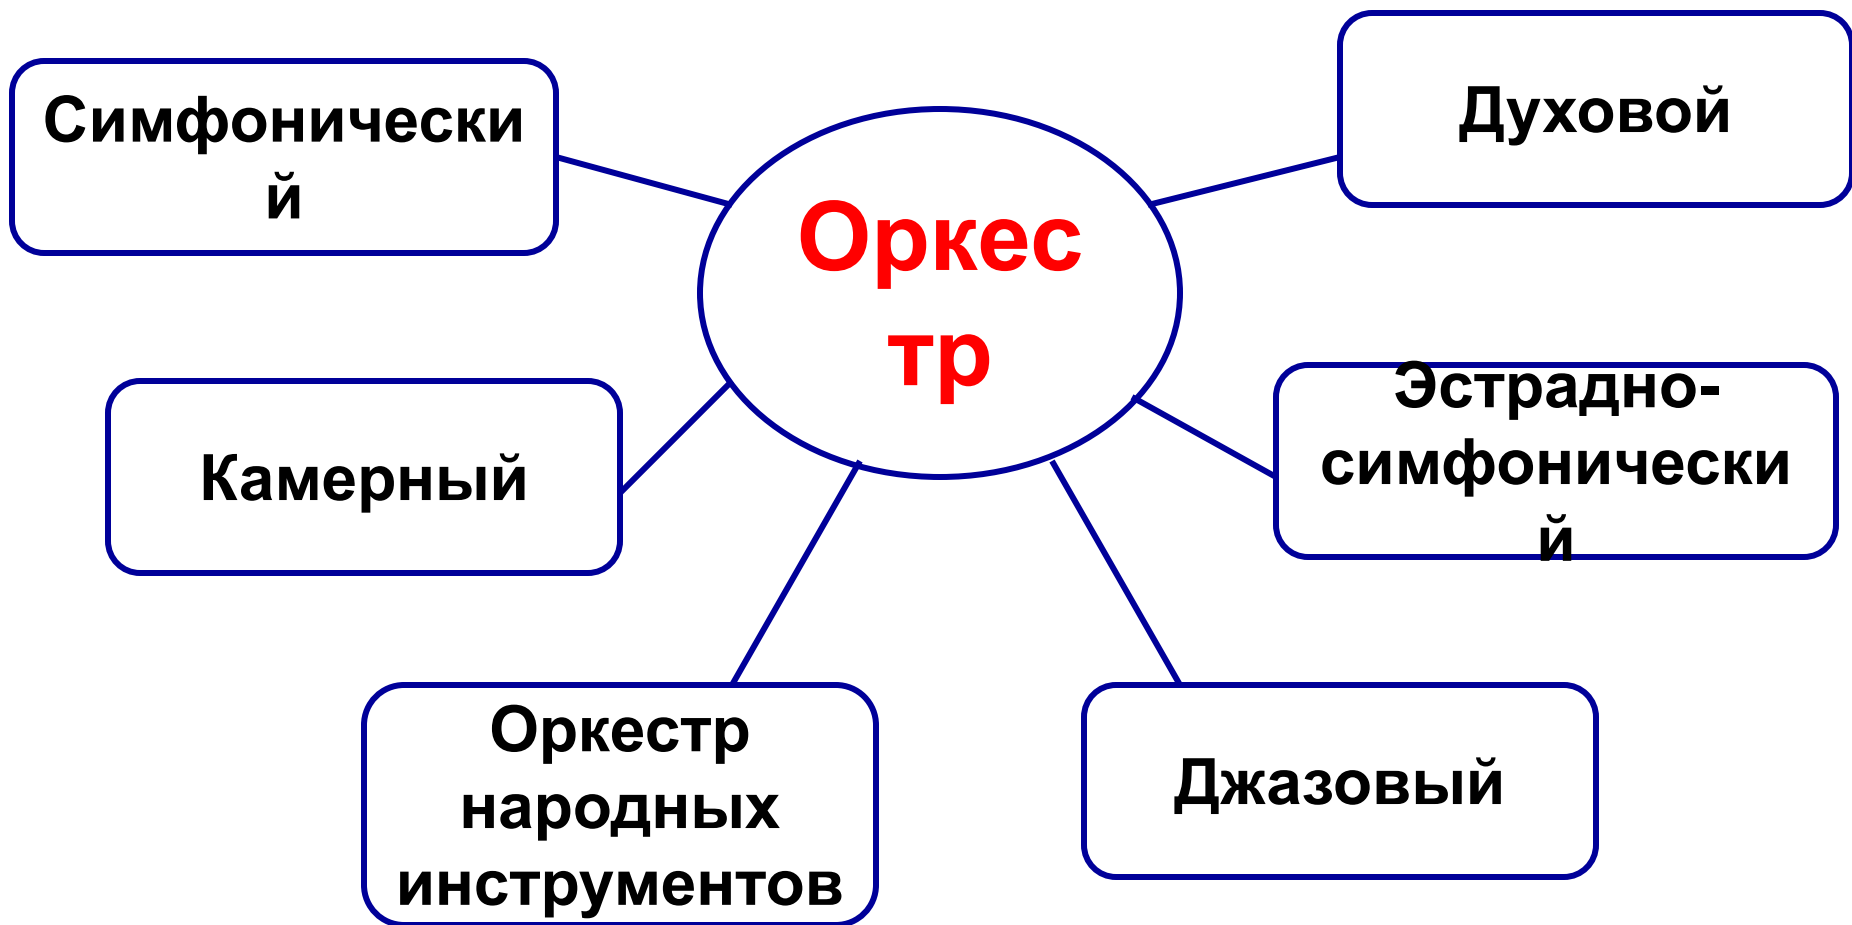 Симфонически
й
Духовой
Оркес
тр
Камерный
Эстрадно-
симфонически
й
Оркестр
народных
инструментов
Джазовый